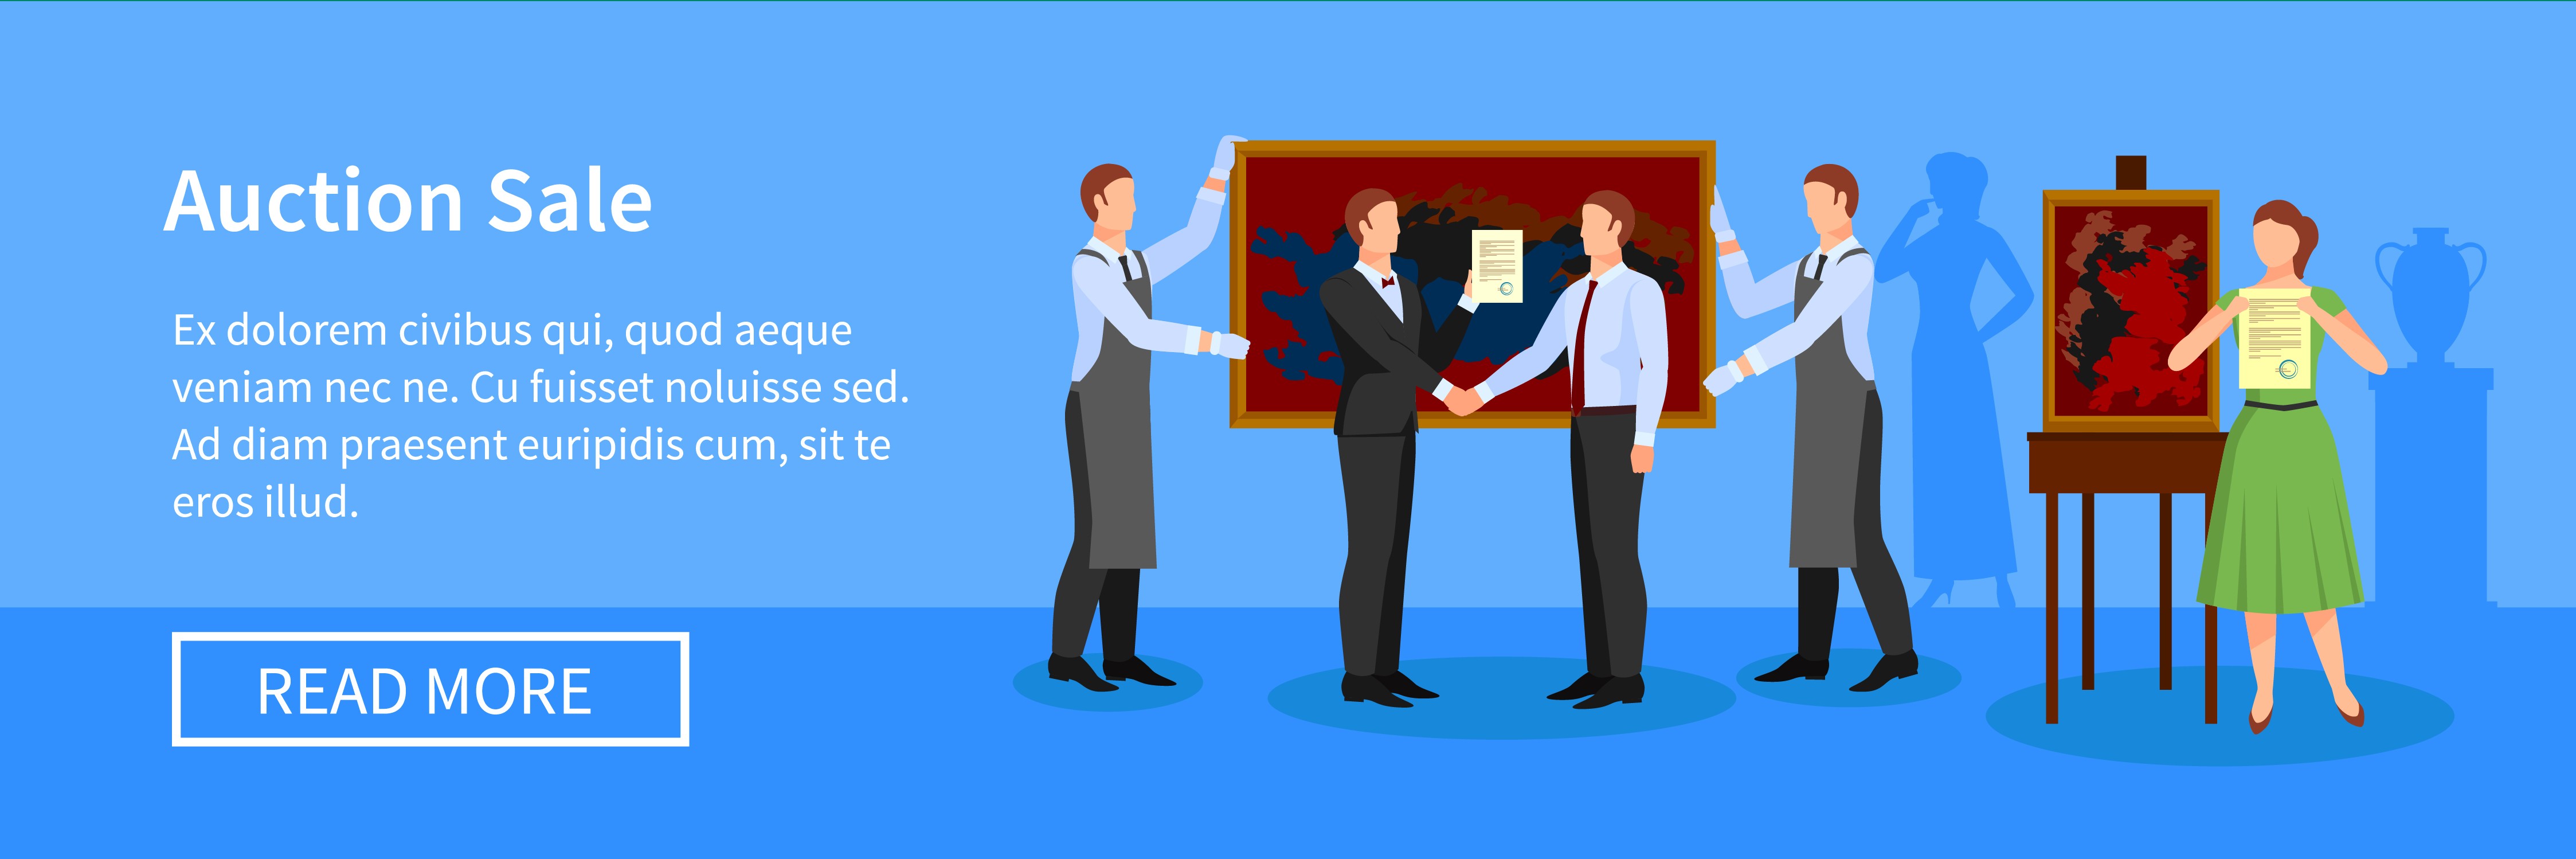 Auction Sale
Ex dolorem civibus qui, quod aeque
veniam nec ne. Cu fuisset noluisse sed.
Ad diam praesent euripidis cum, sit te
eros illud.
READ MORE